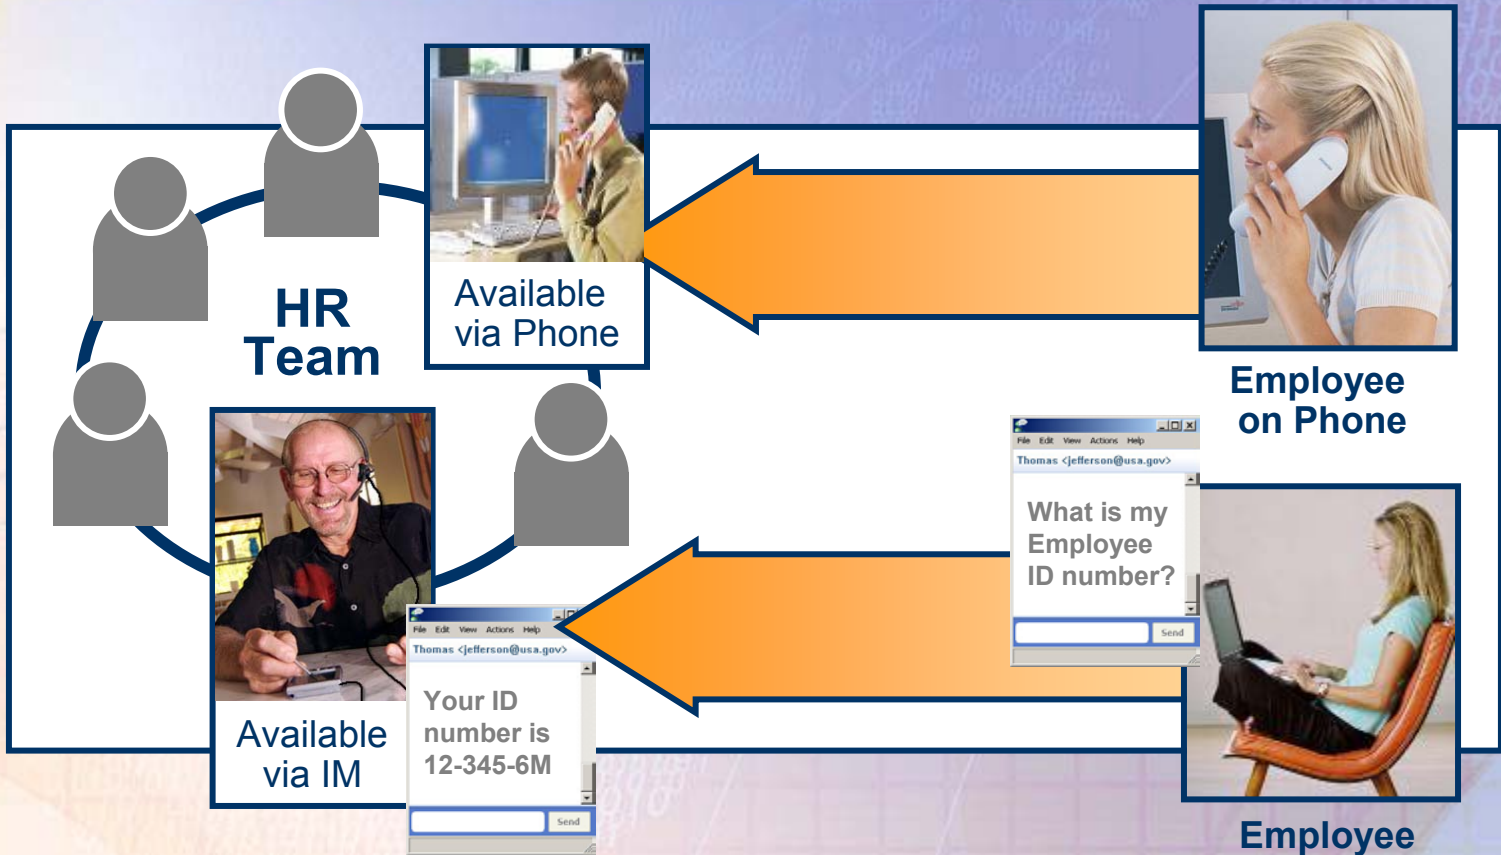 HR
Team
Available
via Phone
Employee
on Phone
File Edit View Actions Help
Thomas <jefferson@usa.gov>
What is my
Employee
ID number?
Send
Available
via IM
File Edit View Actions Help
Thomas <jefferson@usa.gov>
Your ID
number is
12-345-6M
Send
Employee